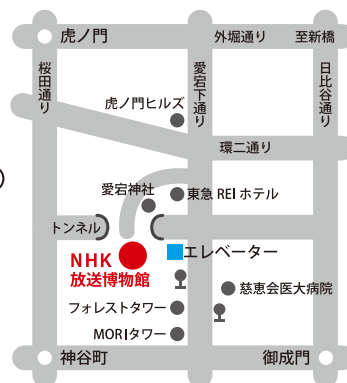 虎ノ門
外堀通り
至新橋
桜田通り
愛宕下通り
日比谷通り
虎ノ門ヒルズ
環二通り
愛宕神社
東急 REI ホテル
トンネル
NHK
放送博物館
エレベーター
慈恵会医大病院
フォレストタワー
MORIタワー
神谷町
御成門